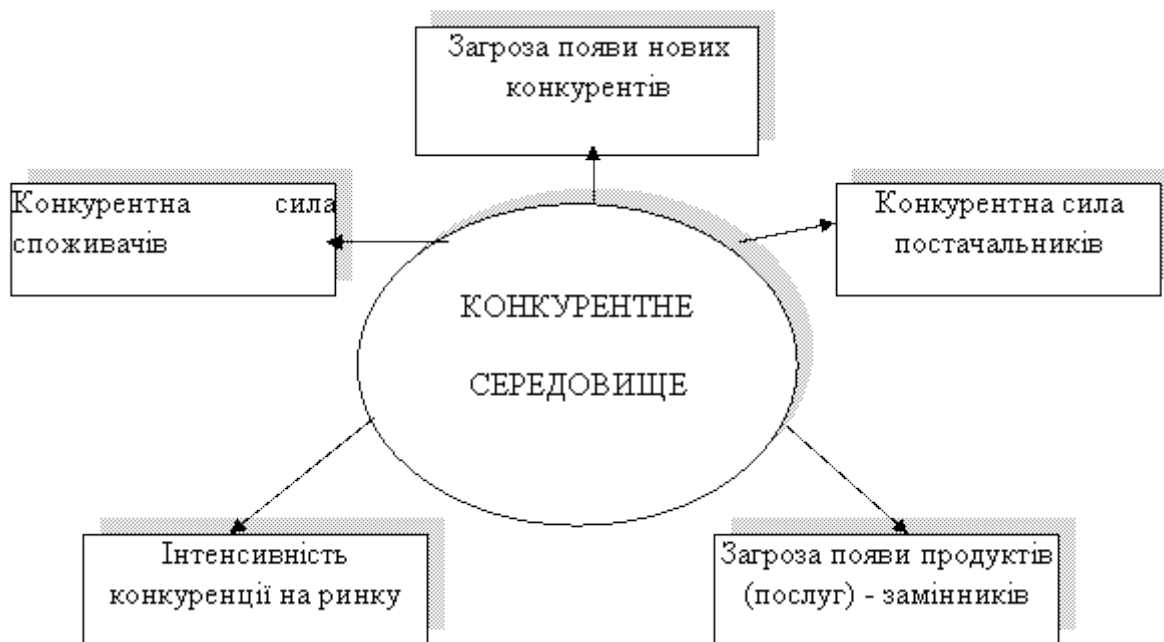 Загроза появи нових
конкурентів
Конкурентна сила
споживачів
Конкурентна сила
постачальників
КОНКУРЕНТНЕ
СЕРЕДОВИЩЕ
Інтенсивність
конкуренції на ринку
Загроза появи продуктів
(послуг) - замінників